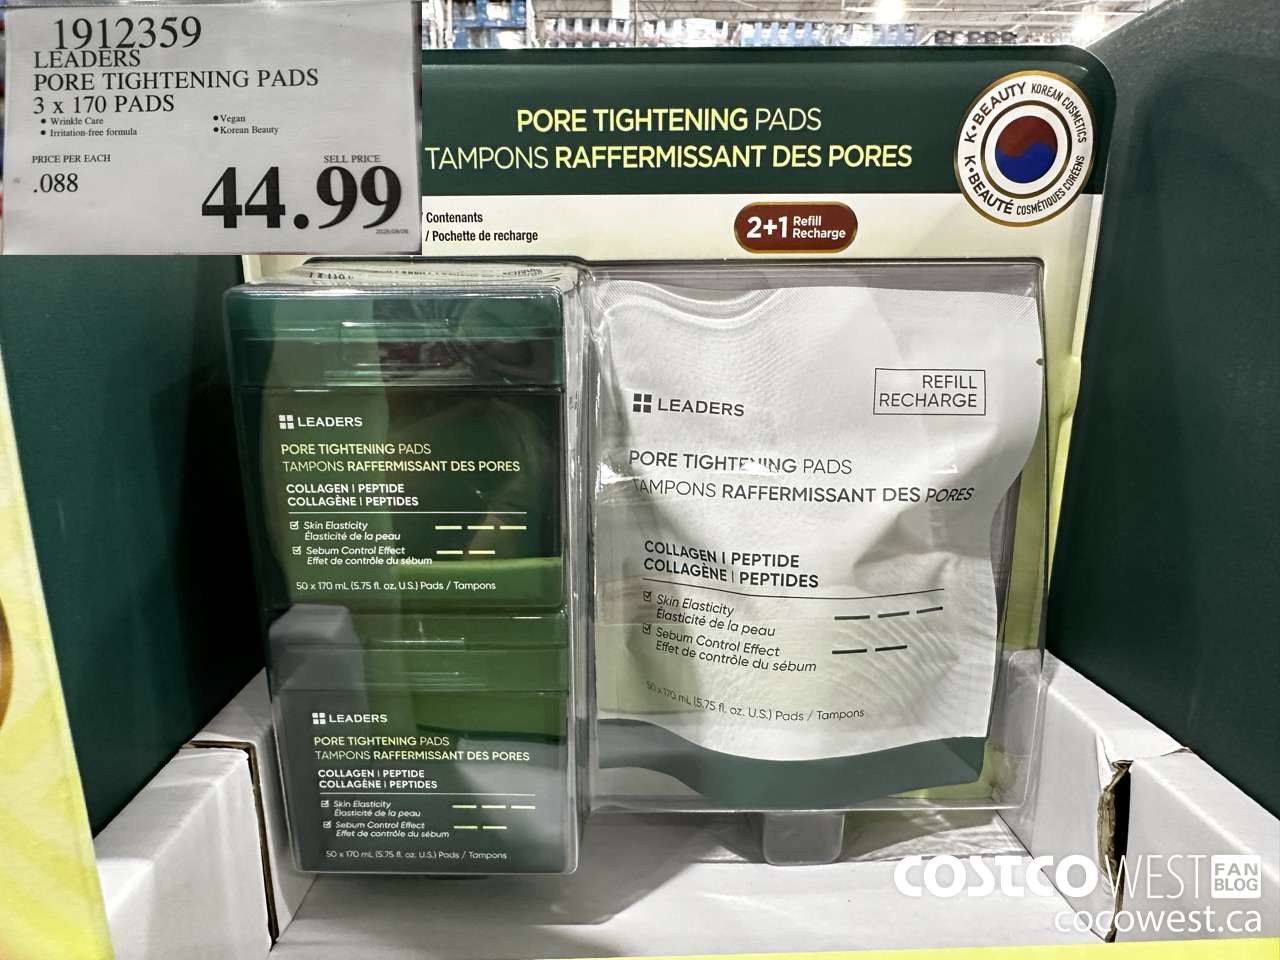 1912359
LEADERS
PORE TIGHTENING PADS
3 x 170 PADS
• Wrinkle Care
• Irritation-free formula
• Vegan
• Korean Beauty
PRICE PER EACH
.088
SELL PRICE
44.99
PORE TIGHTENING PADS
TAMPONS RAFFERMISSANT DES PORES
K•BEAUTY KOREAN COSMETICS
K•BEAUTÉ COSMÉTIQUES CORÉENS
/ Contenants
/ Pochette de recharge
2+1 Refill
Recharge
LEADERS
PORE TIGHTENING PADS
TAMPONS RAFFERMISSANT DES PORES
COLLAGEN | PEPTIDE
COLLAGÈNE | PEPTIDES
Skin Elasticity
Élasticité de la peau
Sebum Control Effect
Effet de contrôle du sébum
50 x 170 mL (5.75 fl. oz. U.S.) Pads / Tampons
LEADERS
PORE TIGHTENING PADS
TAMPONS RAFFERMISSANT DES PORES
COLLAGEN | PEPTIDE
COLLAGÈNE | PEPTIDES
Skin Elasticity
Élasticité de la peau
Sebum Control Effect
Effet de contrôle du sébum
50 x 170 mL (5.75 fl. oz. U.S.) Pads / Tampons
REFILL
RECHARGE
LEADERS
PORE TIGHTENING PADS
TAMPONS RAFFERMISSANT DES PORES
COLLAGEN | PEPTIDE
COLLAGÈNE | PEPTIDES
Skin Elasticity
Élasticité de la peau
Sebum Control Effect
Effet de contrôle du sébum
50 x 170 mL (5.75 fl. oz. U.S.) Pads / Tampons
COSTCO WEST FAN
BLOG
cocowest.ca